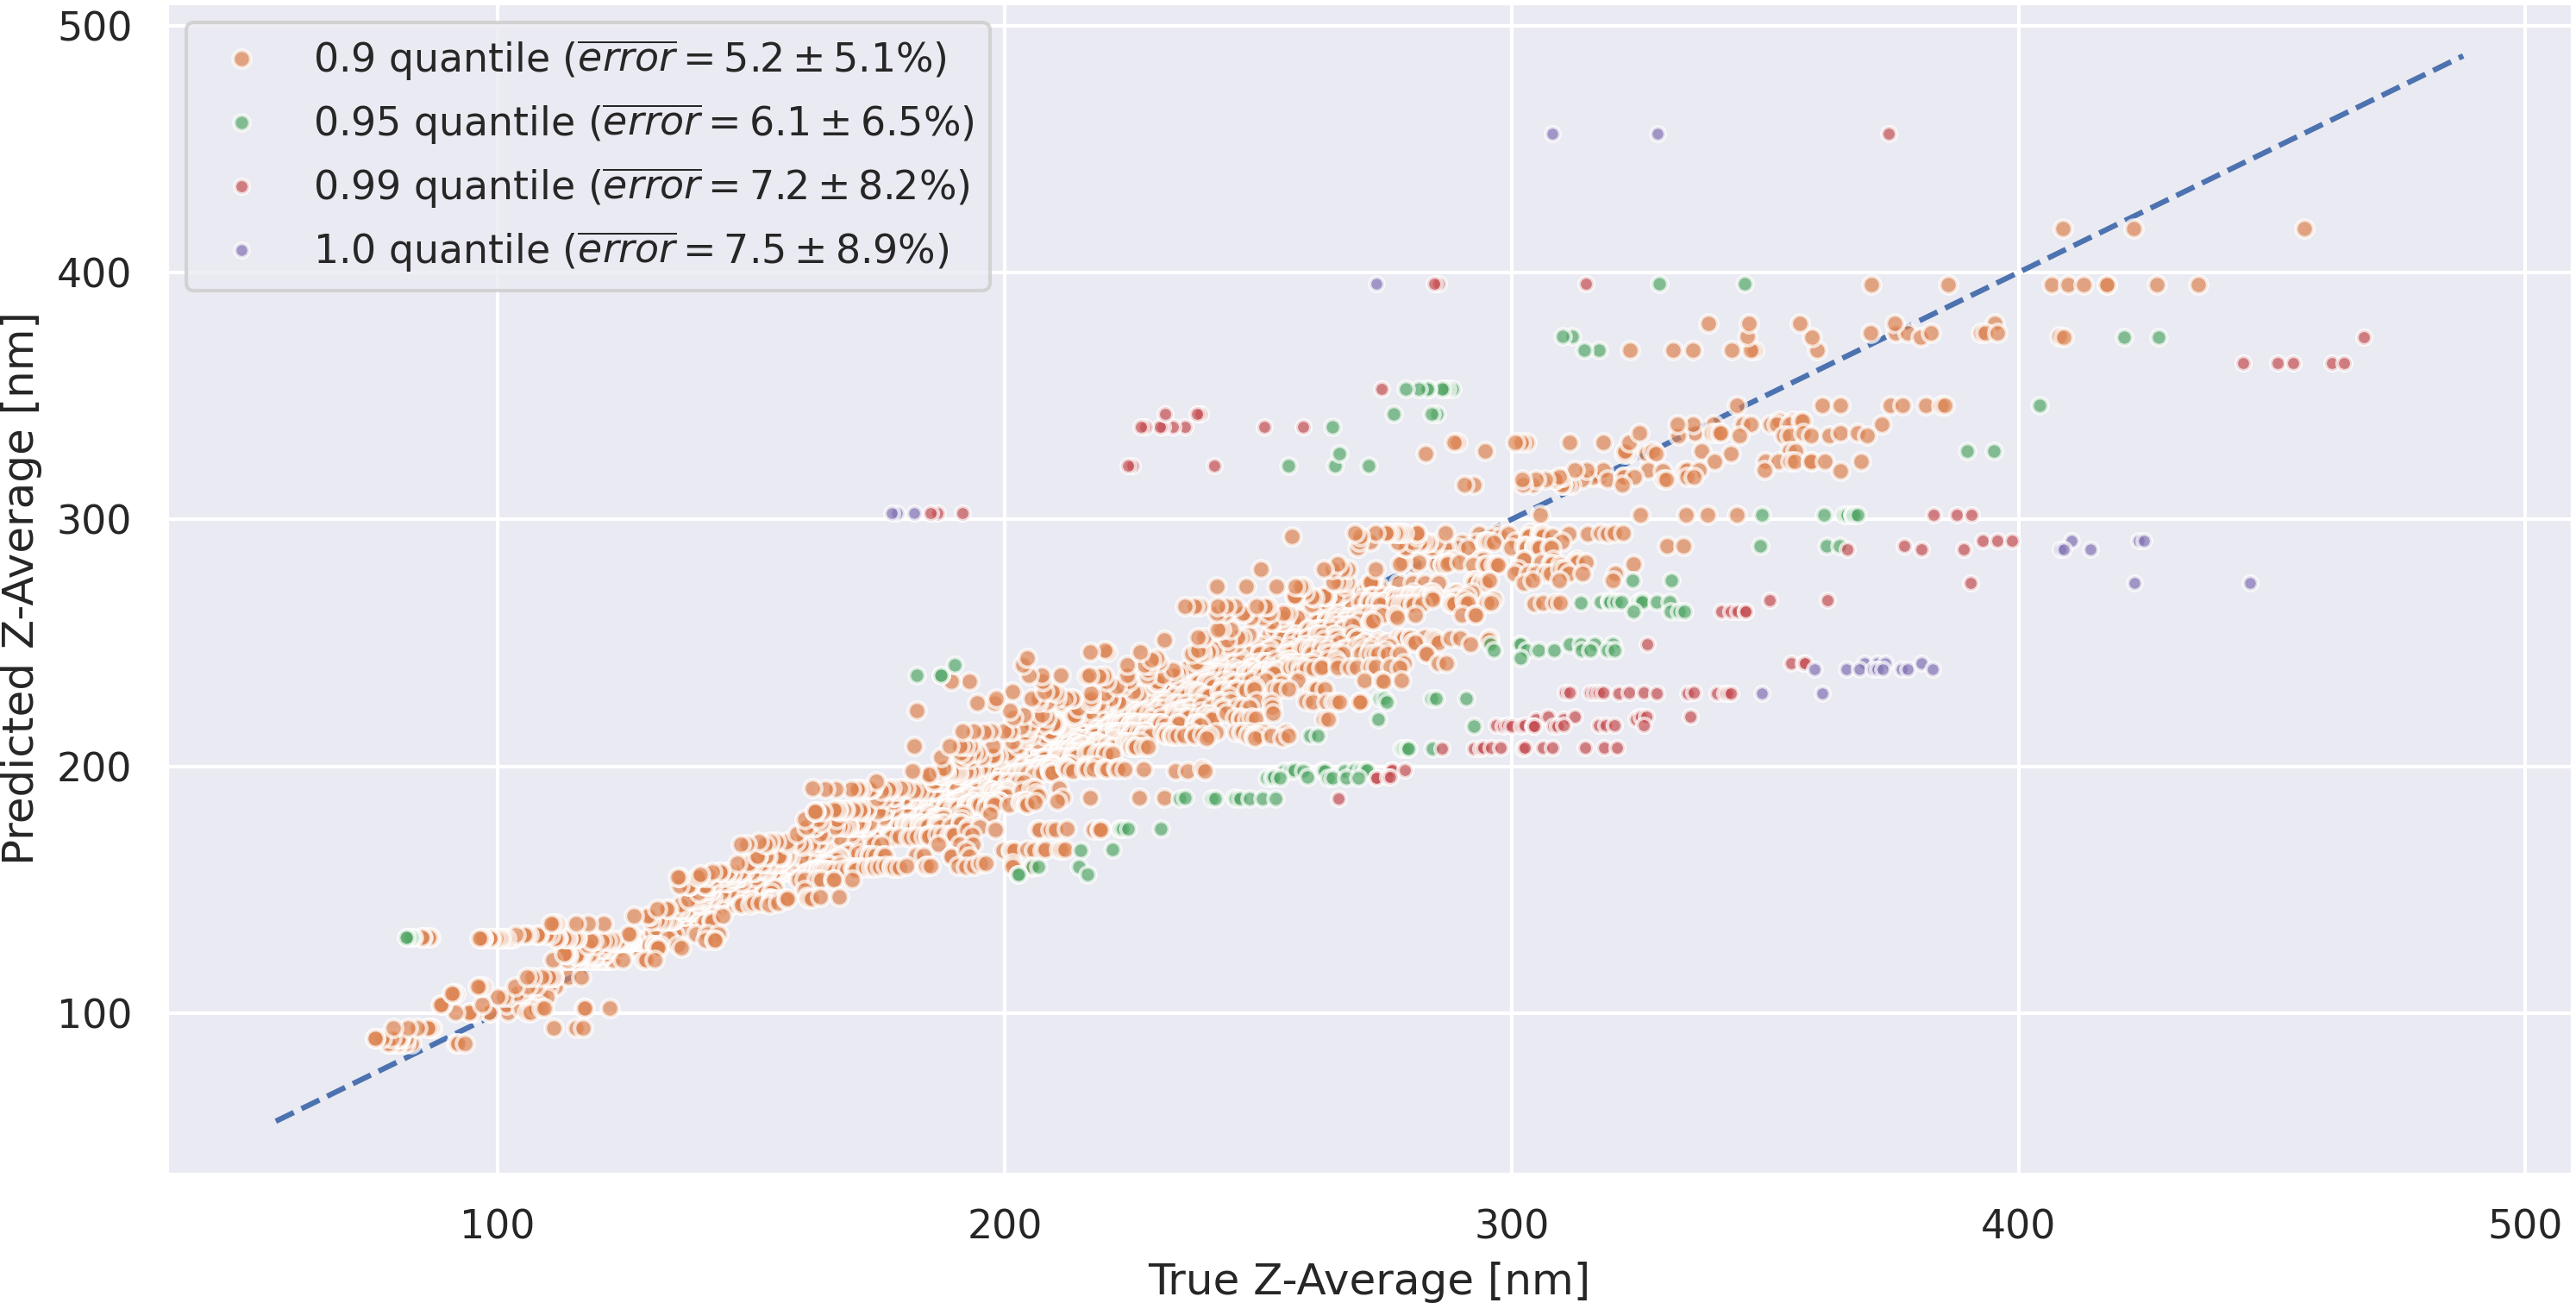 500
400
300
200
100
Predicted Z-Average [nm]
0.9 quantile (error = 5.2 ± 5.1%)
0.95 quantile (error = 6.1 ± 6.5%)
0.99 quantile (error = 7.2 ± 8.2%)
1.0 quantile (error = 7.5 ± 8.9%)
100 200 300 400 500
True Z-Average [nm]